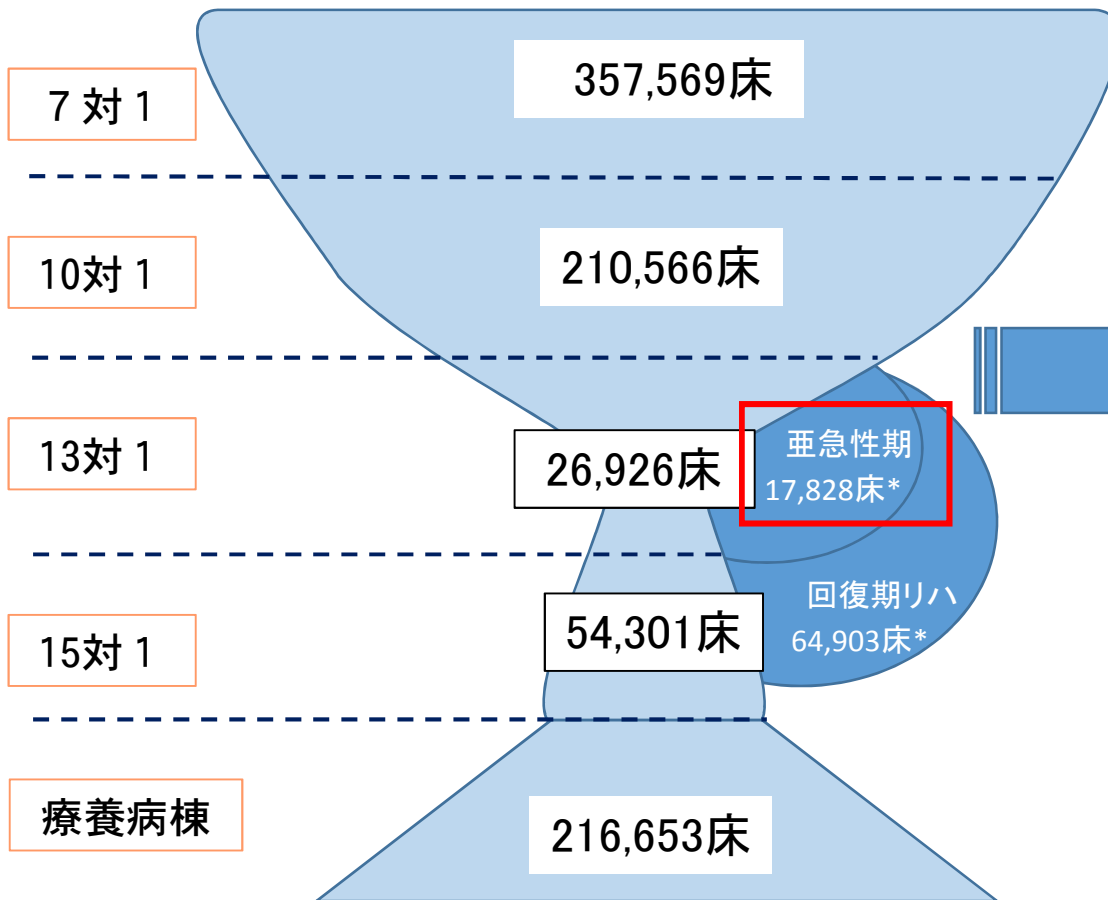 7対1
357,569床
10対1
210,566床
13対1
26,926床
亜急性期
17,828床*
15対1
54,301床
回復期リハ
64,903床*
療養病棟
216,653床